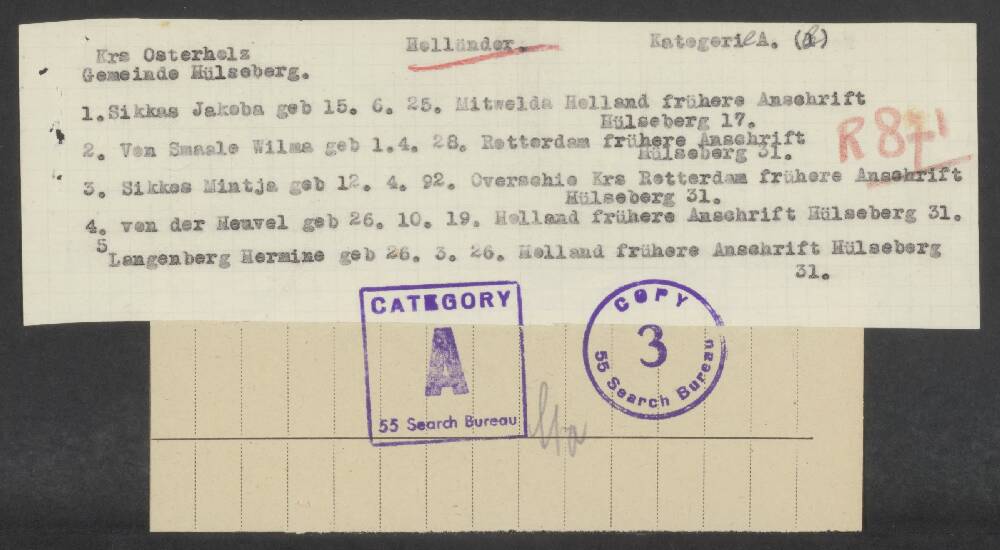 Krs Osterholz Holländer. Kategorie A. (b)
Gemeinde Hülseberg.
1. Sikkas Jakoba geb 15. 6. 25. Mitwelda Holland frühere Anschrift
Hülseberg 17.
2. Von Smaale Wilma geb 1.4. 28. Rotterdam frühere Anschrift
Hülseberg 31.
R 871
3. Sikkes Mintja geb 12. 4. 92. Overschie Krs Rotterdam frühere Anschrift
Hülseberg 31.
4. von der Heuvel geb 26. 10. 19. Holland frühere Anschrift Hülseberg 31.
5 Langenberg Hermine geb 26. 3. 26. Holland frühere Anschrift Hülseberg
31.
CATEGORY
A
55 Search Bureau
COPY
3
55 Search Bureau